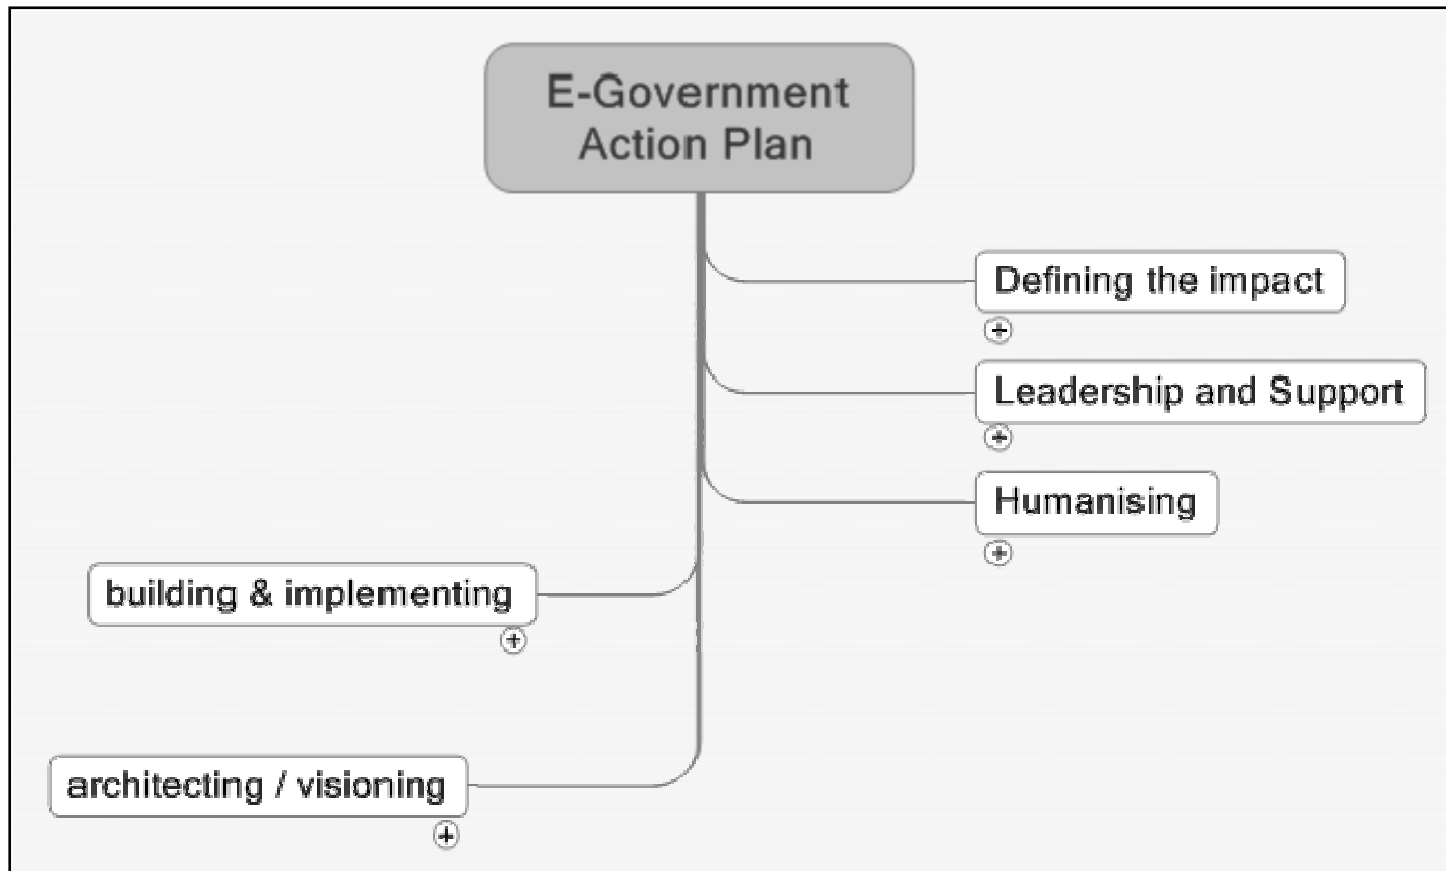 E-Government
Action Plan
Defining the impact
Leadership and Support
Humanising
building & implementing
architecting / visioning